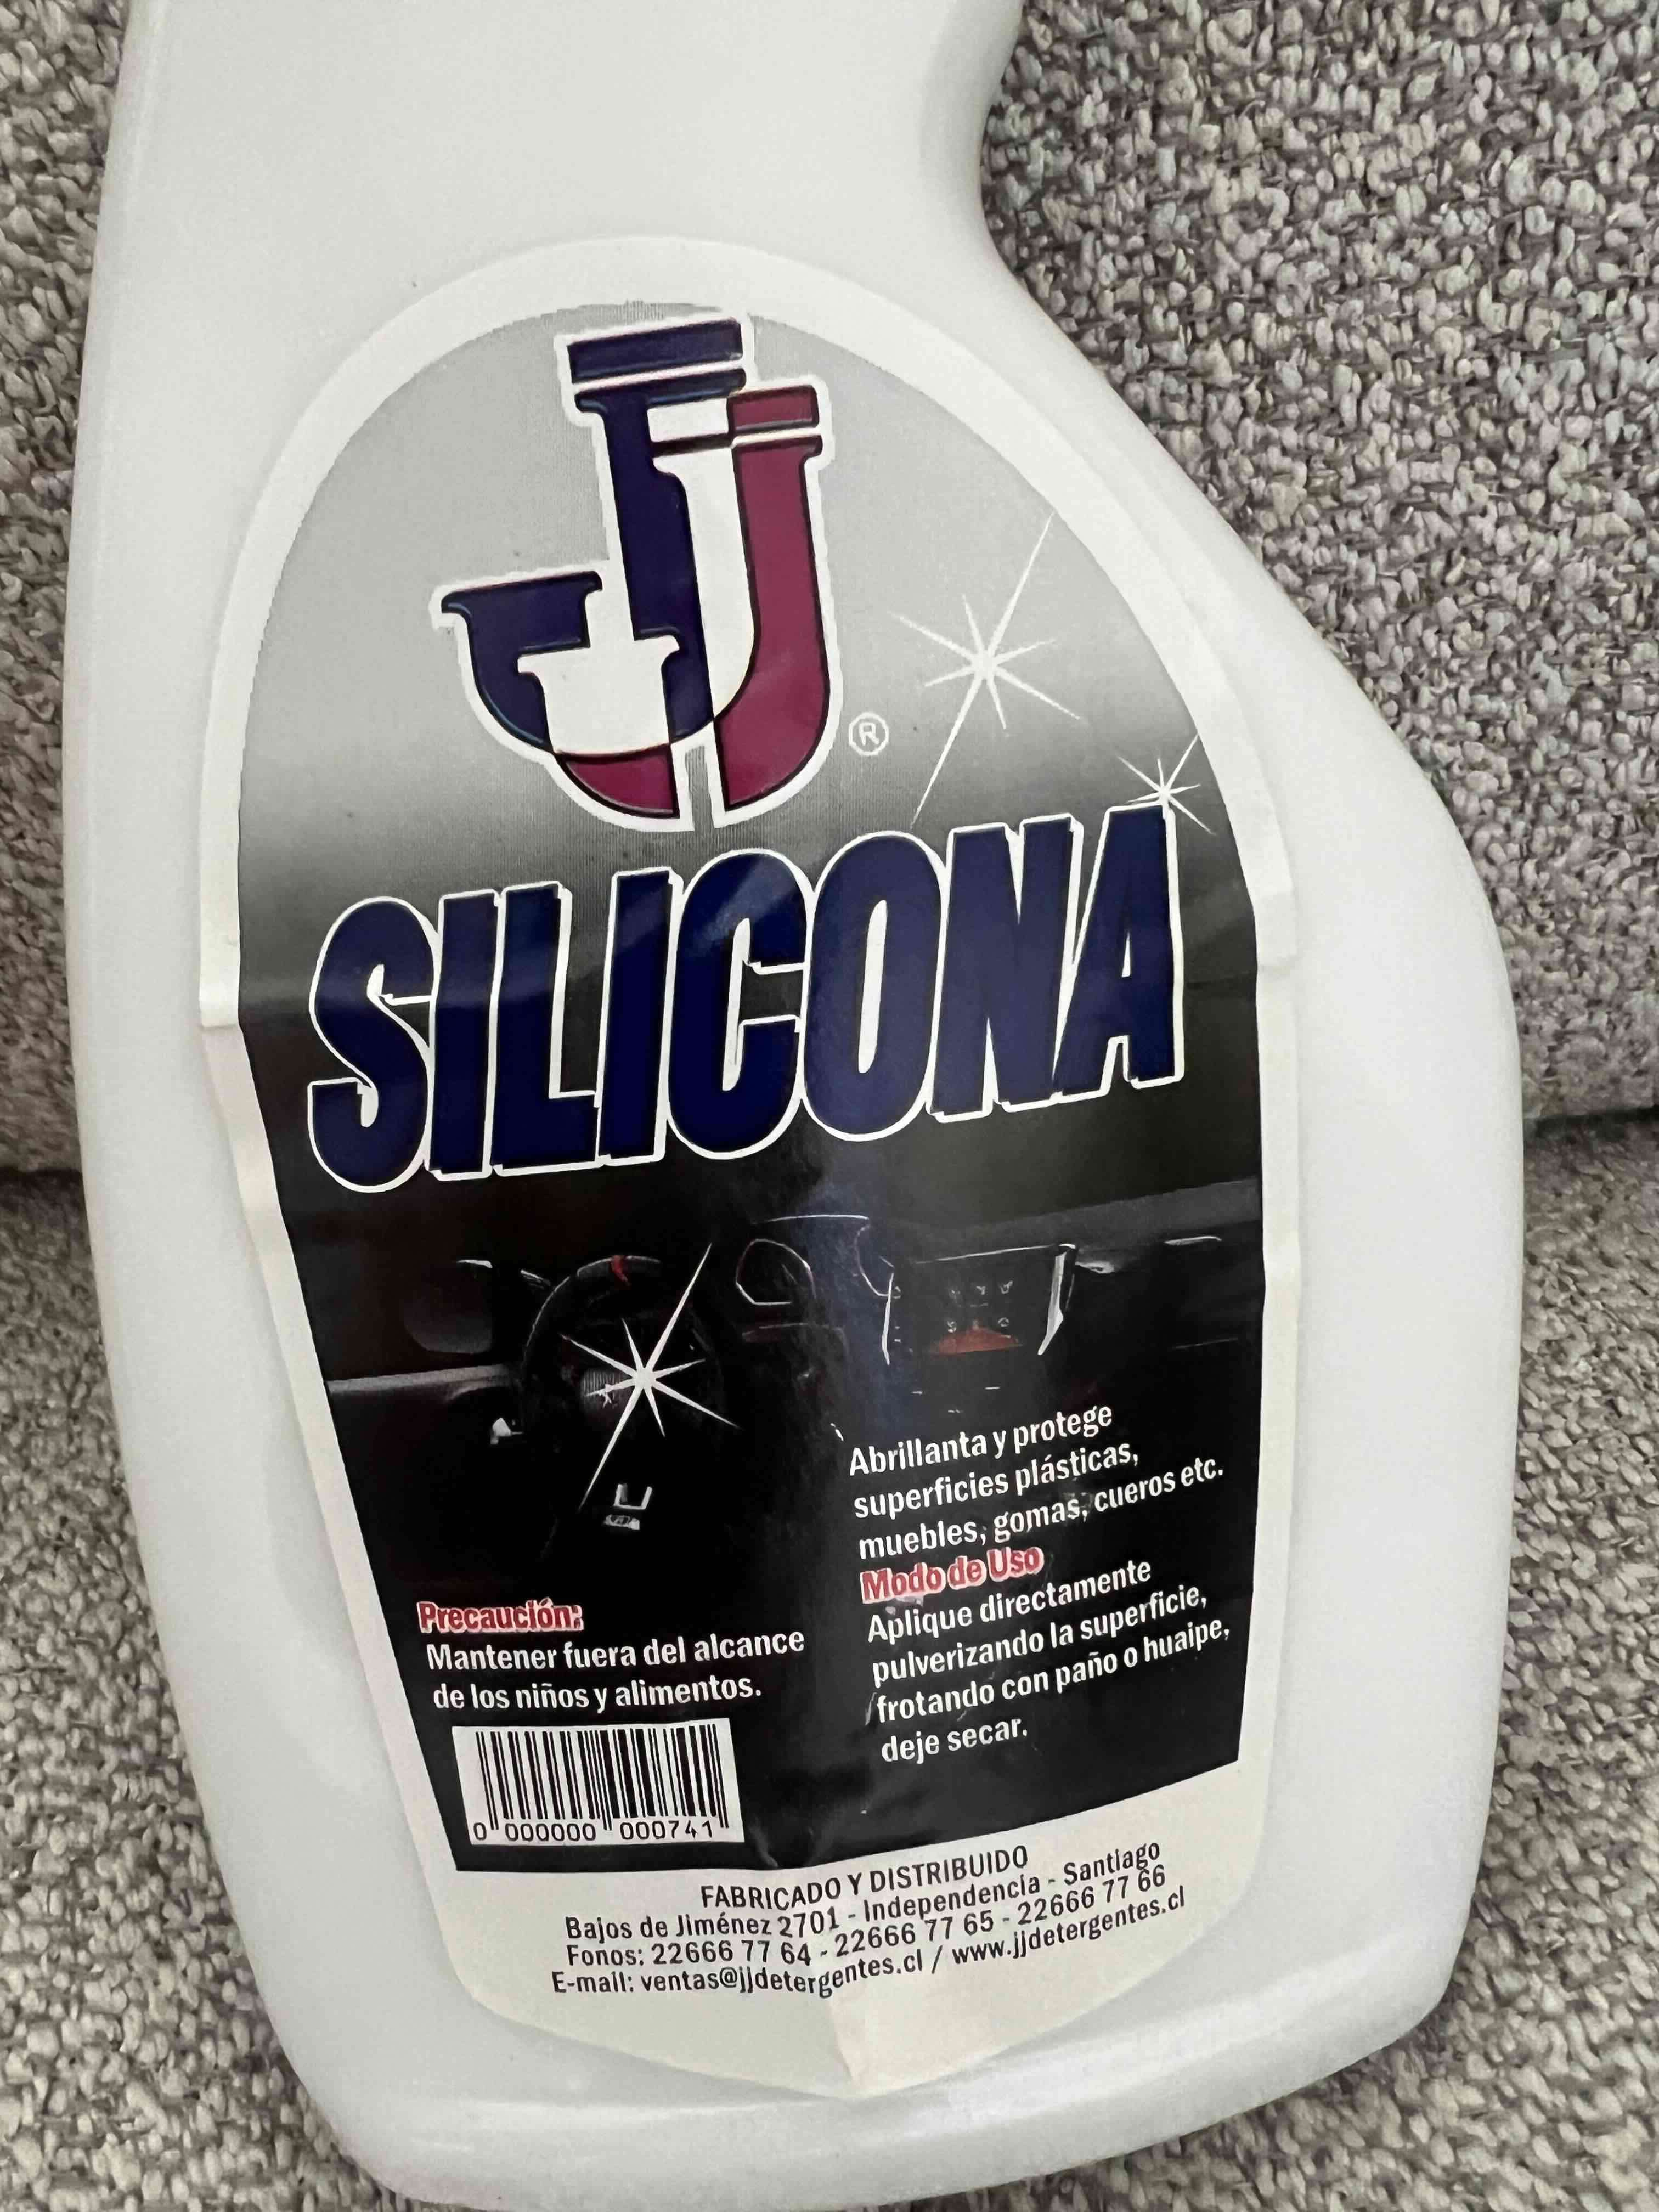 JJ
®
SILICONA
Abrillanta y protege
superficies plásticas,
muebles, gomas, cueros etc.
Modo de Uso
Aplique directamente
pulverizando la superficie,
frotando con paño o huaipe,
deje secar.
Precaución:
Mantener fuera del alcance
de los niños y alimentos.
0 000000 000741
FABRICADO Y DISTRIBUIDO
Bajos de Jiménez 2701 - Independencia - Santiago
Fonos: 22666 77 64 - 22666 77 65 - 22666 77 66
E-mail: ventas@jjdetergentes.cl / www.jjdetergentes.cl